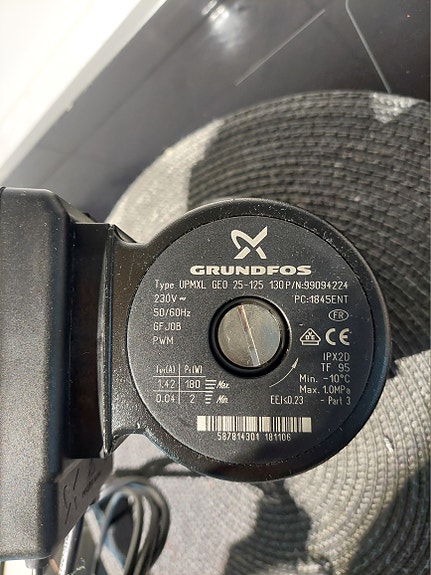 GRUNDFOS
Type UPMXL GEO 25-125 130 P/N:99094224
230V ~ PC:1845ENT
50/60Hz FR
GFJOB
PWM CE
IPX2D
TF 95
I1/1(A) P1(W) Min. -10°C
1.42 180 Max. Max. 1.0MPa
0.04 2 Min. EEI≤0.23 - Part 3
587814301 181106